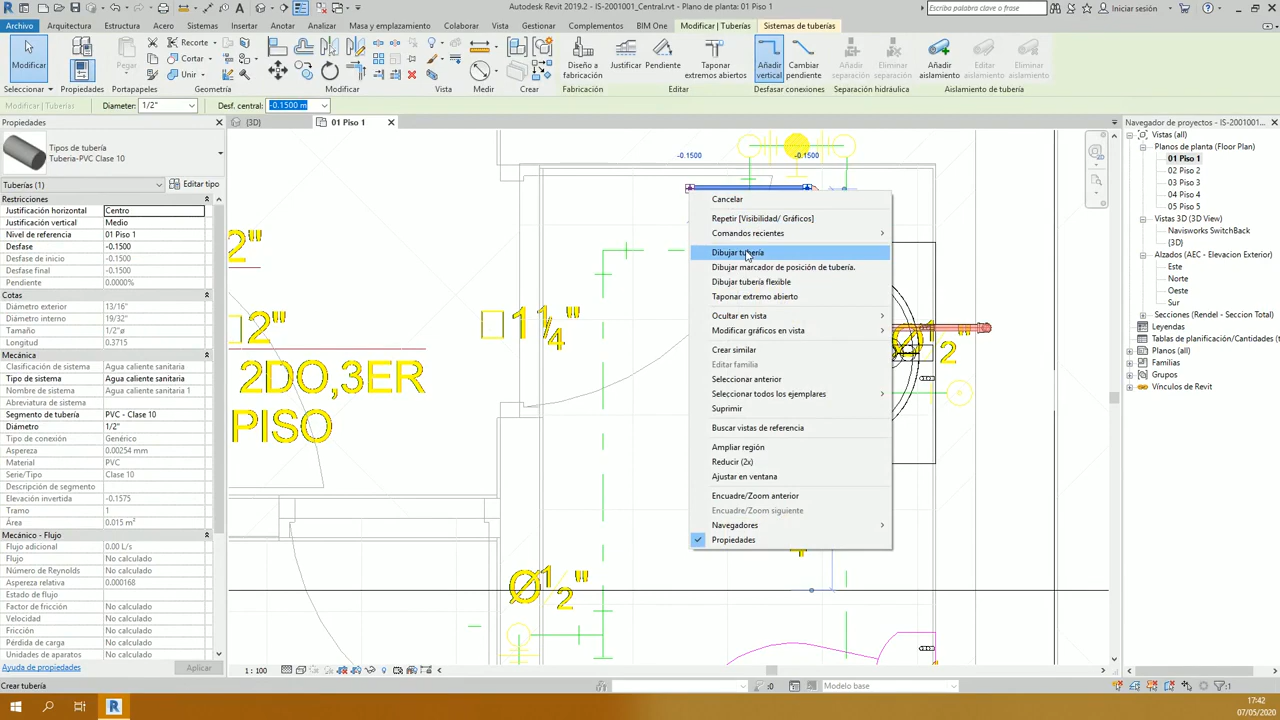 Autodesk Revit 2019.2 - IS-2001001_Central.rvt - Plano de planta: 01 Piso 1
Escriba palabra clave o frase
Iniciar sesión
Archivo
Arquitectura
Estructura
Acero
Sistemas
Insertar
Anotar
Analizar
Masa y emplazamiento
Colaborar
Vista
Gestionar
Complementos
BIM One
Modificar | Tuberías
Sistemas de tuberías
Modificar
Pegar
Recorte
Cortar
Unir
Diseño a fabricación
Justificar
Pendiente
Taponar extremos abiertos
Añadir vertical
Cambiar pendiente
Añadir separación
Eliminar separación
Añadir aislamiento
Editar aislamiento
Eliminar aislamiento
Seleccionar
Propiedades
Portapapeles
Geometría
Modificar
Vista
Medir
Crear
Fabricación
Editar
Desfasar conexiones
Separación hidráulica
Aislamiento de tubería
Modificar | Tuberías
Diameter: 1/2"
Desf. central: -0.1500 m
Propiedades
{3D}
01 Piso 1
Navegador de proyectos - IS-2001001_Cent...
Tipos de tubería
Tuberia-PVC Clase 10
Tuberías (1)
Editar tipo
Restricciones
Justificación horizontal Centro
Justificación vertical Medio
Nivel de referencia 01 Piso 1
Desfase -0.1500
Desfase de inicio -0.1500
Desfase final -0.1500
Pendiente 0.0000%
Cotas
Diámetro exterior 13/16"
Diámetro interior 19/32"
Tamaño 1/2"ø
Longitud 0.3715
Mecánica
Clasificación de sistema Agua caliente sanitaria
Tipo de sistema Agua caliente sanitaria
Nombre de sistema Agua caliente sanitaria 1
Abreviatura de sistema
Segmento de tubería PVC - Clase 10
Diámetro 1/2"
Tipo de conexión Genérico
Aspereza 0.00254 mm
Material PVC
Serie/Tipo Clase 10
Descripción de segmento
Elevación invertida -0.1575
Tramo 1
Área 0.015 m²
Mecánico - Flujo
Flujo adicional 0.00 L/s
Flujo No calculado
Número de Reynolds No calculado
Aspereza relativa 0.000168
Estado de flujo
Factor de fricción No calculado
Velocidad No calculado
Fricción No calculado
Pérdida de carga No calculado
Unidades de aparatos No calculado
Ayuda de propiedades
Aplicar
-0.1500
-0.1500
2"
2"
2DO,3ER
PISO
1 1/4"
Ø1/2"
Ø1/2"
4
Cancelar
Repetir [Visibilidad/ Gráficos]
Comandos recientes
Dibujar tubería
Dibujar marcador de posición de tubería.
Dibujar tubería flexible
Taponar extremo abierto
Ocultar en vista
Modificar gráficos en vista
Crear similar
Editar familia
Seleccionar anterior
Seleccionar todos los ejemplares
Suprimir
Buscar vistas de referencia
Ampliar región
Reducir (2x)
Ajustar en ventana
Encuadre/Zoom anterior
Encuadre/Zoom siguiente
Navegadores
Propiedades
Vistas (all)
Planos de planta (Floor Plan)
01 Piso 1
02 Piso 2
03 Piso 3
04 Piso 4
05 Piso 5
Vistas 3D (3D View)
Navisworks SwitchBack
{3D}
Alzados (AEC - Elevacion Exterior)
Este
Norte
Oeste
Sur
Secciones (Rendering - Seccion Total)
Leyendas
Tablas de planificación/Cantidades (t
Planos (all)
Familias
Grupos
Vínculos de Revit
1 : 100
Crear tubería
:0
Modelo base
:1
17:42
07/05/2020